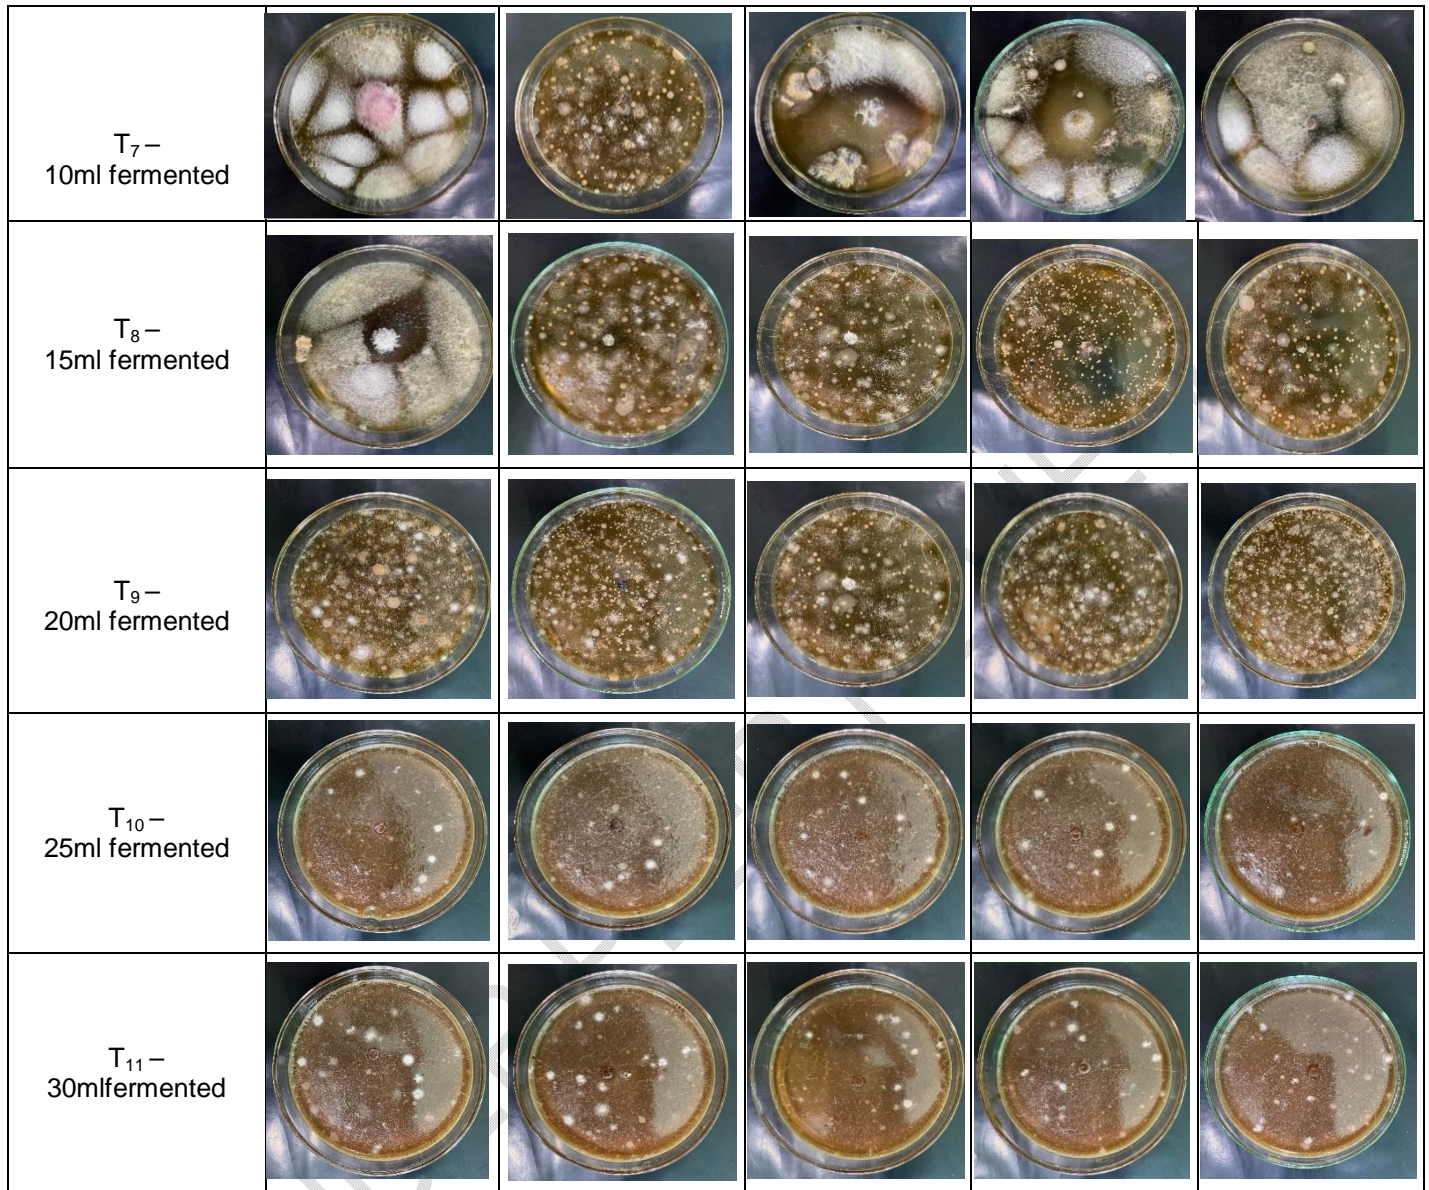 T₇ –
10ml fermented
T₈ –
15ml fermented
T₉ –
20ml fermented
T₁₀ –
25ml fermented
T₁₁ –
30mlfermented